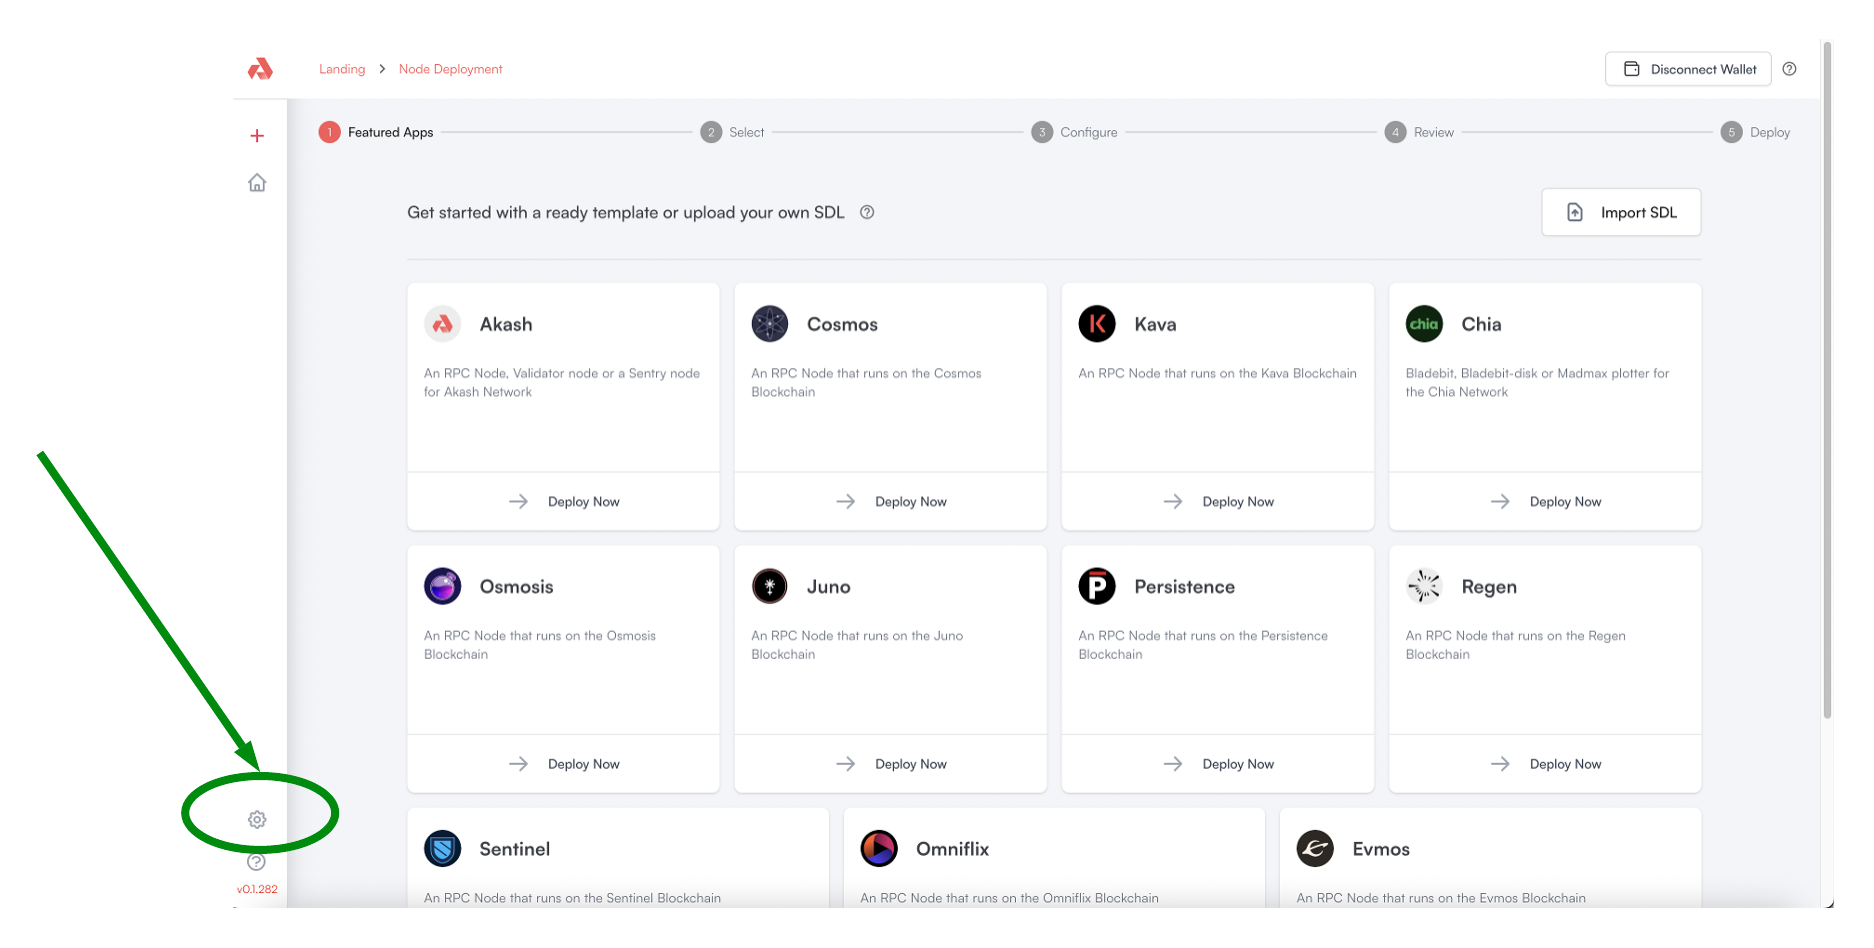 Landing > Node Deployment
Disconnect Wallet
1 Featured Apps
2 Select
3 Configure
4 Review
5 Deploy
Get started with a ready template or upload your own SDL
Import SDL
Akash
An RPC Node, Validator node or a Sentry node
for Akash Network
Deploy Now
Cosmos
An RPC Node that runs on the Cosmos
Blockchain
Deploy Now
Kava
An RPC Node that runs on the Kava Blockchain
Deploy Now
chia
Chia
Bladebit, Bladebit-disk or Madmax plotter for
the Chia Network
Deploy Now
Osmosis
An RPC Node that runs on the Osmosis
Blockchain
Deploy Now
Juno
An RPC Node that runs on the Juno
Blockchain
Deploy Now
Persistence
An RPC Node that runs on the Persistence
Blockchain
Deploy Now
Regen
An RPC Node that runs on the Regen
Blockchain
Deploy Now
Sentinel
An RPC Node that runs on the Sentinel Blockchain
Omniflix
An RPC Node that runs on the Omniflix Blockchain
Evmos
An RPC Node that runs on the Evmos Blockchain
v0.1.282